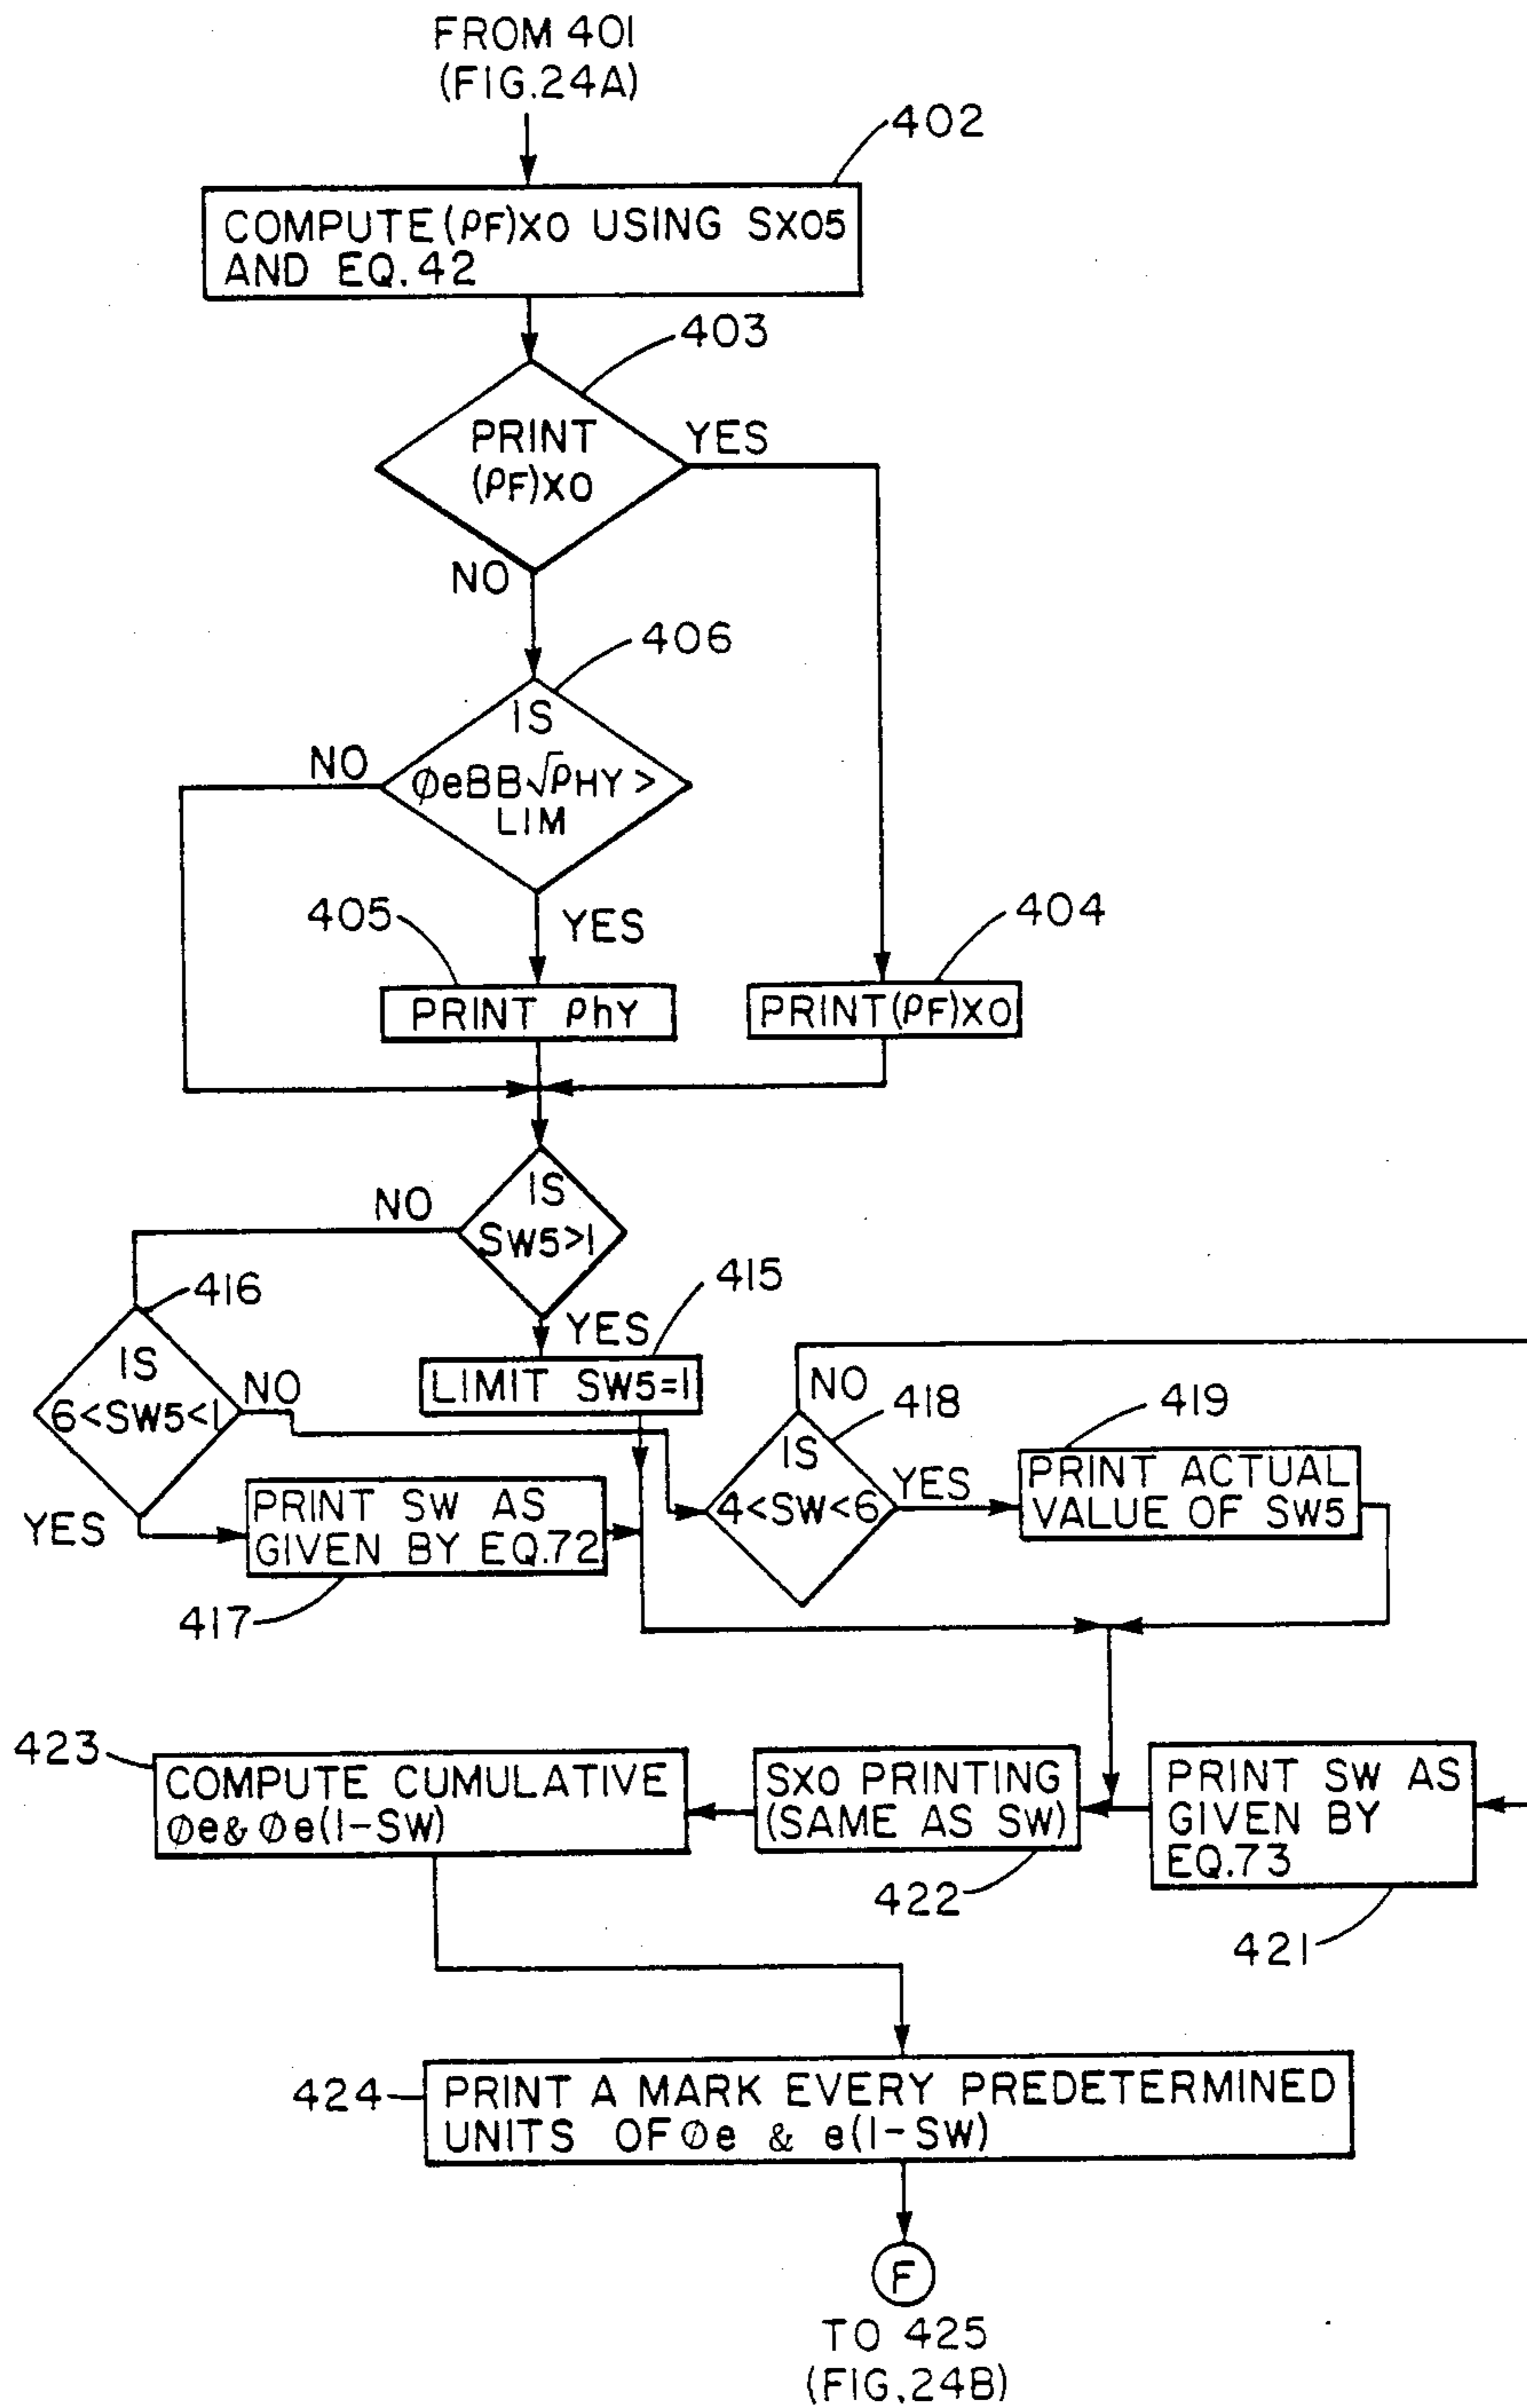 FROM 401
(FIG.24A)
402
COMPUTE(ρF)XO USING SXO5
AND EQ.42
403
PRINT
(ρF)XO
YES
NO
406
IS
ØeBB√ρHY >
LIM
NO
YES
405
404
PRINT ρhY
PRINT(ρF)XO
IS
SW5>1
NO
YES
415
416
IS
6<SW5<1
NO
YES
LIMIT SW5=1
NO
418
IS
4<SW<6
YES
419
PRINT ACTUAL
VALUE OF SW5
PRINT SW AS
GIVEN BY EQ.72
417
423
COMPUTE CUMULATIVE
Øe& Øe(1-SW)
SXO PRINTING
(SAME AS SW)
422
PRINT SW AS
GIVEN BY
EQ.73
421
424
PRINT A MARK EVERY PREDETERMINED
UNITS OF Øe & e(1-SW)
F
TO 425
(FIG.24B)